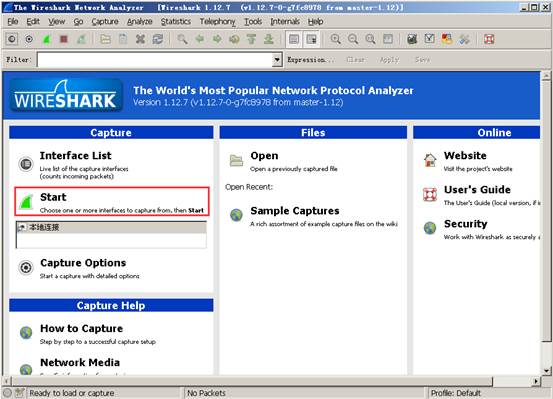 The Wireshark Network Analyzer [Wireshark 1.12.7 (v1.12.7-0-g7fc8978 from master-1.12)]
File Edit View Go Capture Analyze Statistics Telephony Tools Internals Help
Filter: Expression... Clear Apply Save
WIRESHARK
The World's Most Popular Network Protocol Analyzer
Version 1.12.7 (v1.12.7-0-g7fc8978 from master-1.12)
Capture
Interface List
Live list of the capture interfaces
(counts incoming packets)
Start
Choose one or more interfaces to capture from, then Start
本地连接
Capture Options
Start a capture with detailed options
Capture Help
How to Capture
Step by step to a successful capture setup
Network Media
Files
Open
Open a previously captured file
Open Recent:
Sample Captures
A rich assortment of example capture files on the wiki
Online
Website
Visit the project's website
User's Guide
The User's Guide (local version, if in
Security
Work with Wireshark as securely a
Ready to load or capture
No Packets
Profile: Default